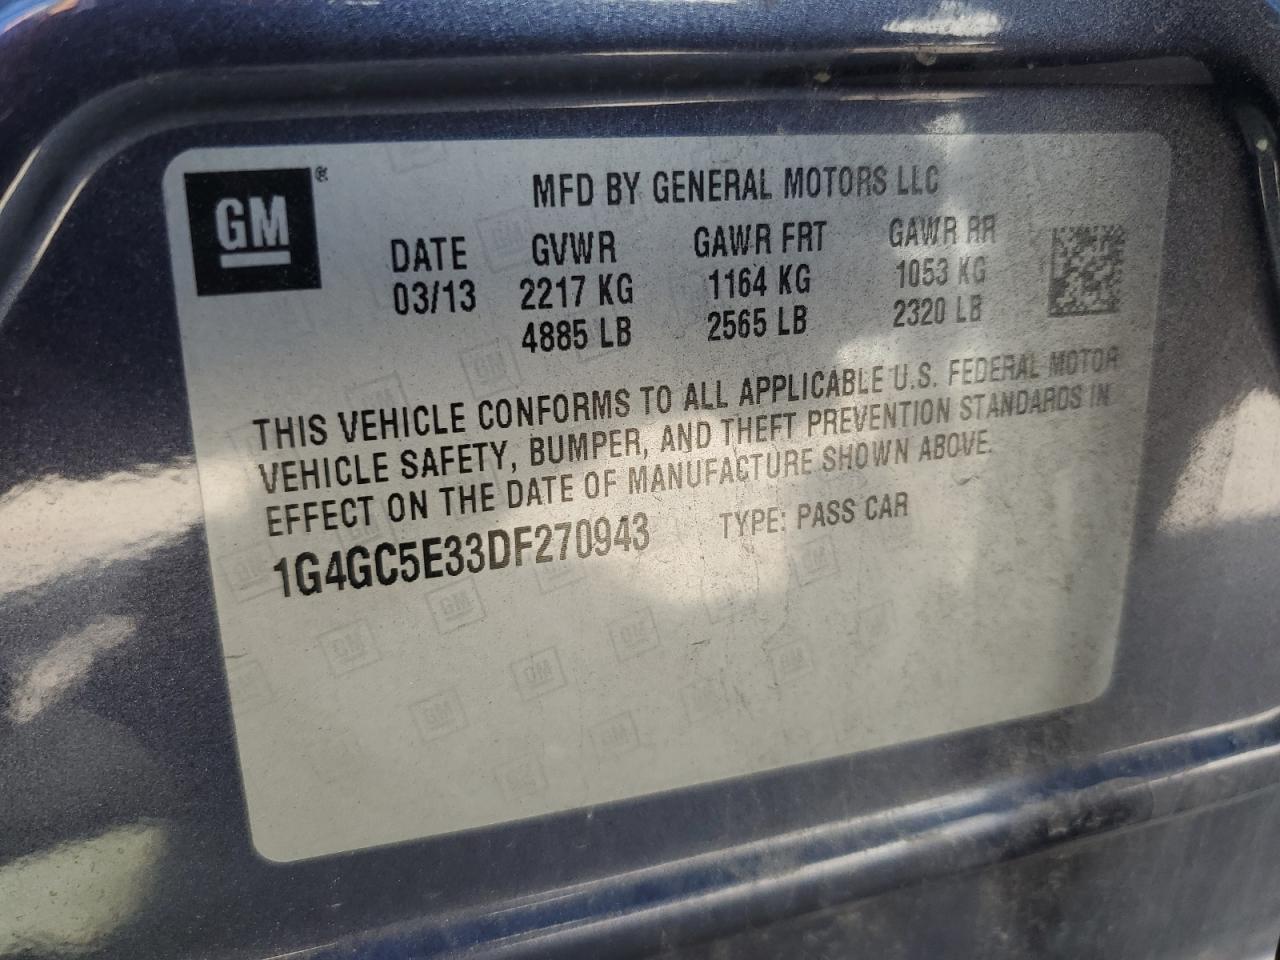 GM®
MFD BY GENERAL MOTORS LLC
DATE GVWR GAWR FRT GAWR RR
03/13 2217 KG 1164 KG 1053 KG
4885 LB 2565 LB 2320 LB
THIS VEHICLE CONFORMS TO ALL APPLICABLE U.S. FEDERAL MOTOR
VEHICLE SAFETY, BUMPER, AND THEFT PREVENTION STANDARDS IN
EFFECT ON THE DATE OF MANUFACTURE SHOWN ABOVE.
1G4GC5E33DF270943 TYPE: PASS CAR